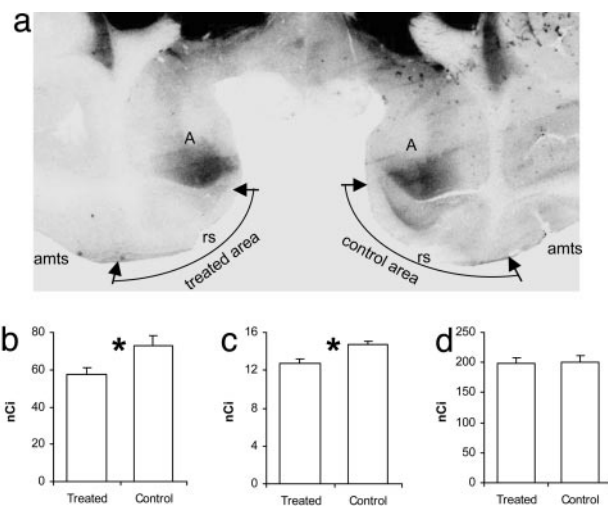 a
A
A
rs
treated area
rs
control area
amts
amts
b
80
60
40
20
0
nCi
*
Treated
Control
c
16
12
8
4
0
nCi
*
Treated
Control
d
250
200
150
100
50
0
nCi
Treated
Control